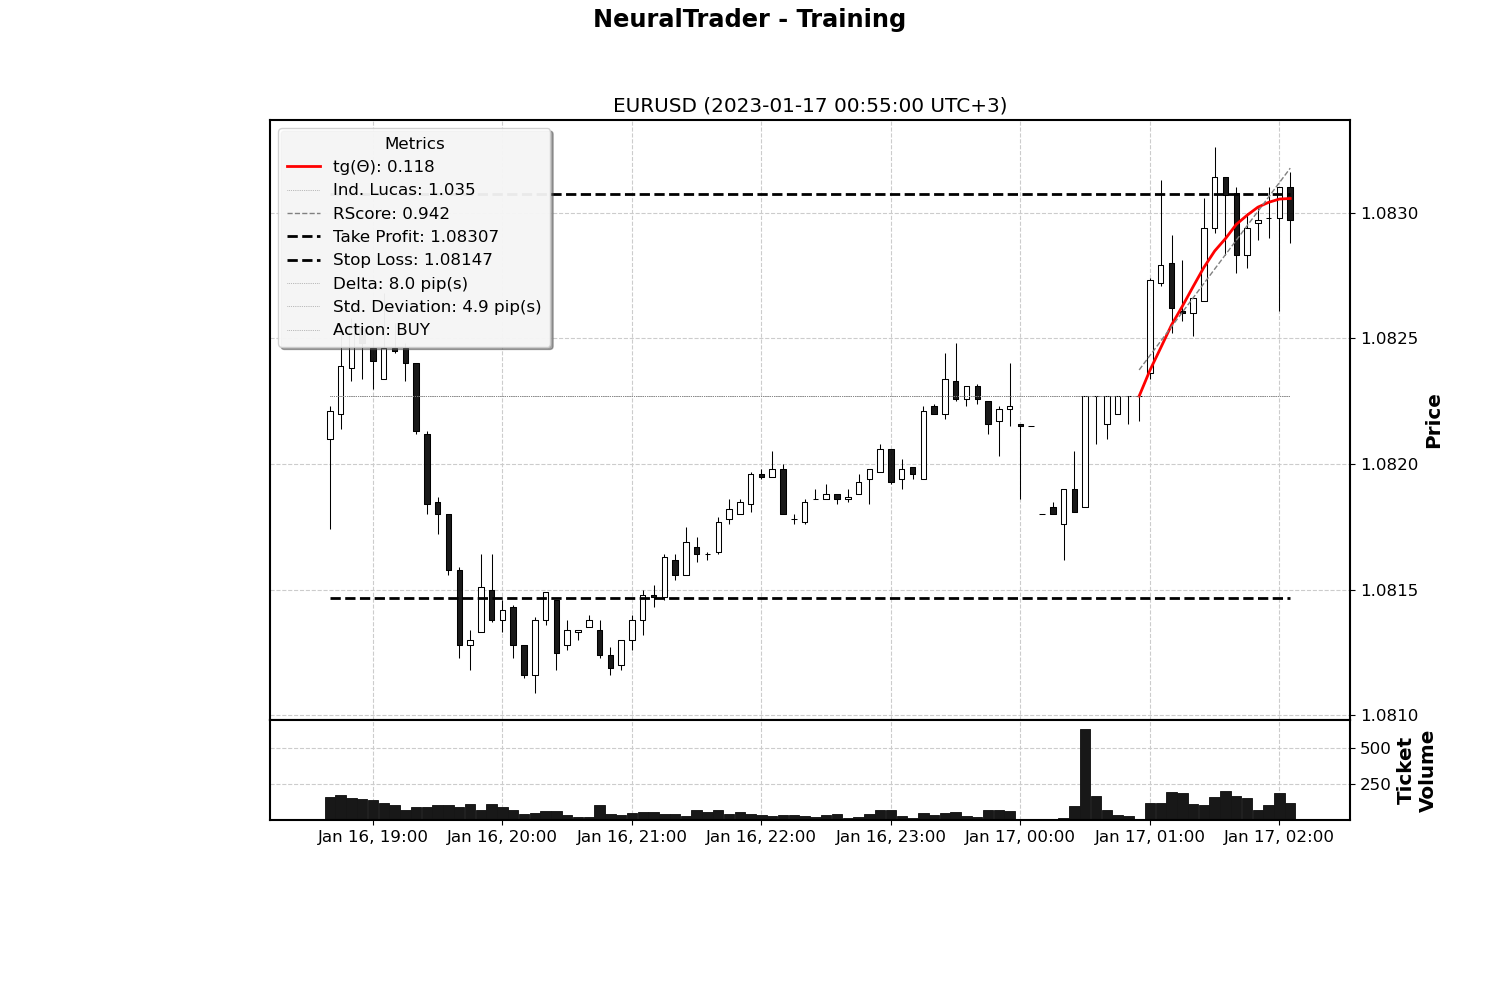 NeuralTrader - Training
EURUSD (2023-01-17 00:55:00 UTC+3)
Metrics
tg(Θ): 0.118
Ind. Lucas: 1.035
RScore: 0.942
Take Profit: 1.08307
Stop Loss: 1.08147
Delta: 8.0 pip(s)
Std. Deviation: 4.9 pip(s)
Action: BUY
1.0830
1.0825
1.0820
1.0815
1.0810
Price
500
250
Ticket
Volume
Jan 16, 19:00
Jan 16, 20:00
Jan 16, 21:00
Jan 16, 22:00
Jan 16, 23:00
Jan 17, 00:00
Jan 17, 01:00
Jan 17, 02:00